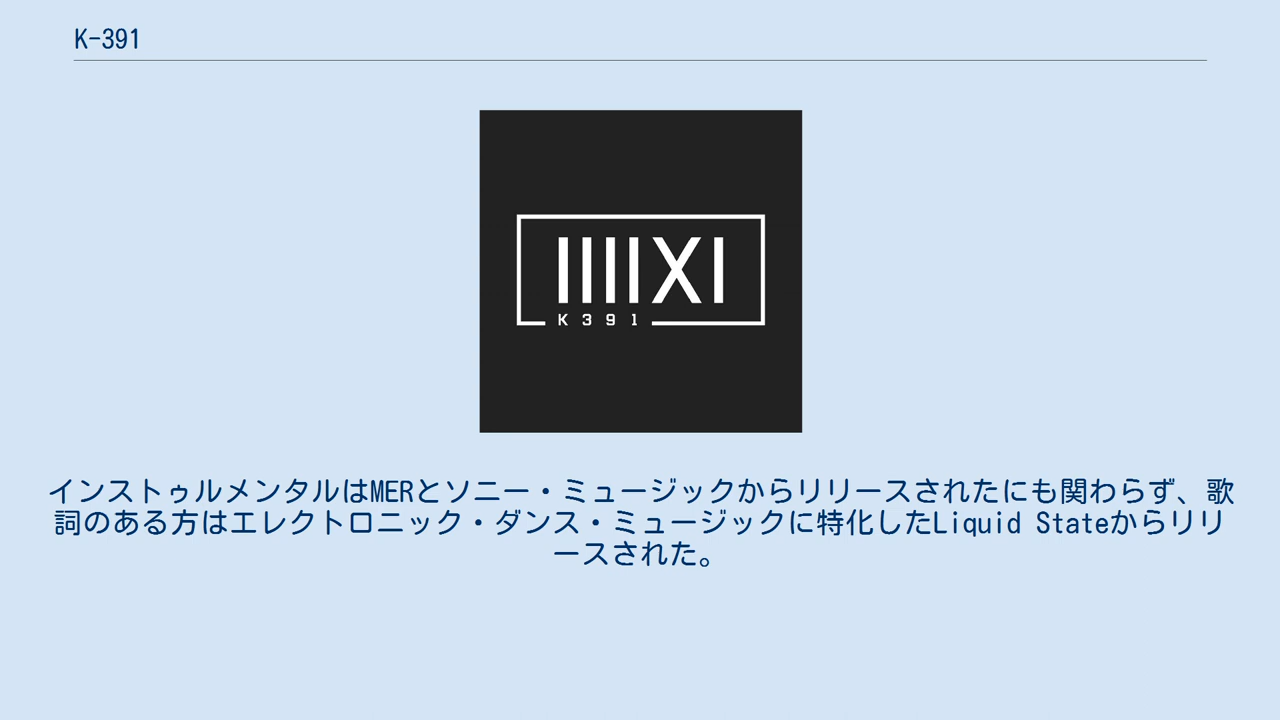 K-391
IIIIXI
K 3 9 1
インストゥルメンタルはMERとソニー・ミュージックからリリースされたにも関わらず、歌
詞のある方はエレクトロニック・ダンス・ミュージックに特化したLiquid Stateからリリ
ースされた。